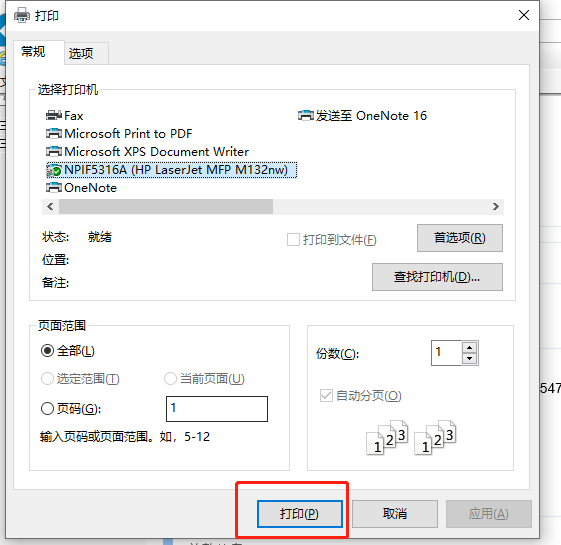 打印
常规 选项
选择打印机
Fax 发送至 OneNote 16
Microsoft Print to PDF
Microsoft XPS Document Writer
NPIF5316A (HP LaserJet MFP M132nw)
OneNote
状态: 就绪 打印到文件(F) 首选项(R)
位置:
备注: 查找打印机(D)...
页面范围
全部(L) 份数(C): 1
选定范围(T) 当前页面(U)
页码(G): 1 自动分页(O)
输入页码或页面范围。如，5-12
1 2 3 1 2 3
打印(P) 取消 应用(A)
547